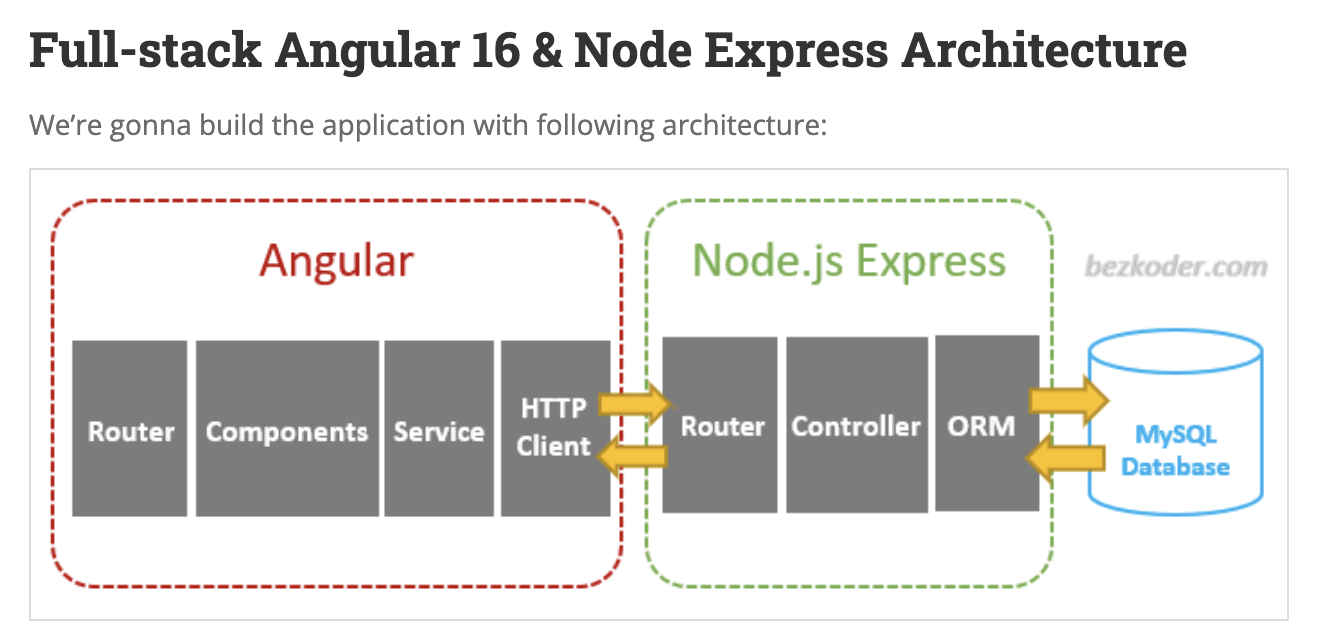 Full-stack Angular 16 & Node Express Architecture
We’re gonna build the application with following architecture:
Angular
Node.js Express
bezkoder.com
Router
Components
Service
HTTP
Client
Router
Controller
ORM
MySQL
Database